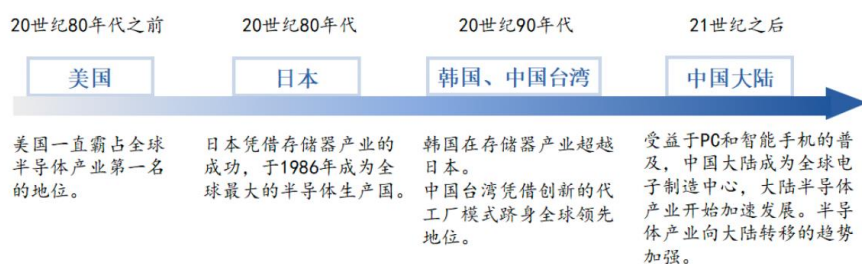 20世纪80年代之前
20世纪80年代
20世纪90年代
21世纪之后
美国
日本
韩国、中国台湾
中国大陆
美国一直霸占全球
半导体产业第一名
的地位。
日本凭借存储器产业的
成功，于1986年成为全
球最大的半导体生产国。
韩国在存储器产业超越
日本。
中国台湾凭借创新的代
工厂模式跻身全球领先
地位。
受益于PC和智能手机的普
及，中国大陆成为全球电
子制造中心，大陆半导体
产业开始加速发展。半导
体产业向大陆转移的趋势
加强。